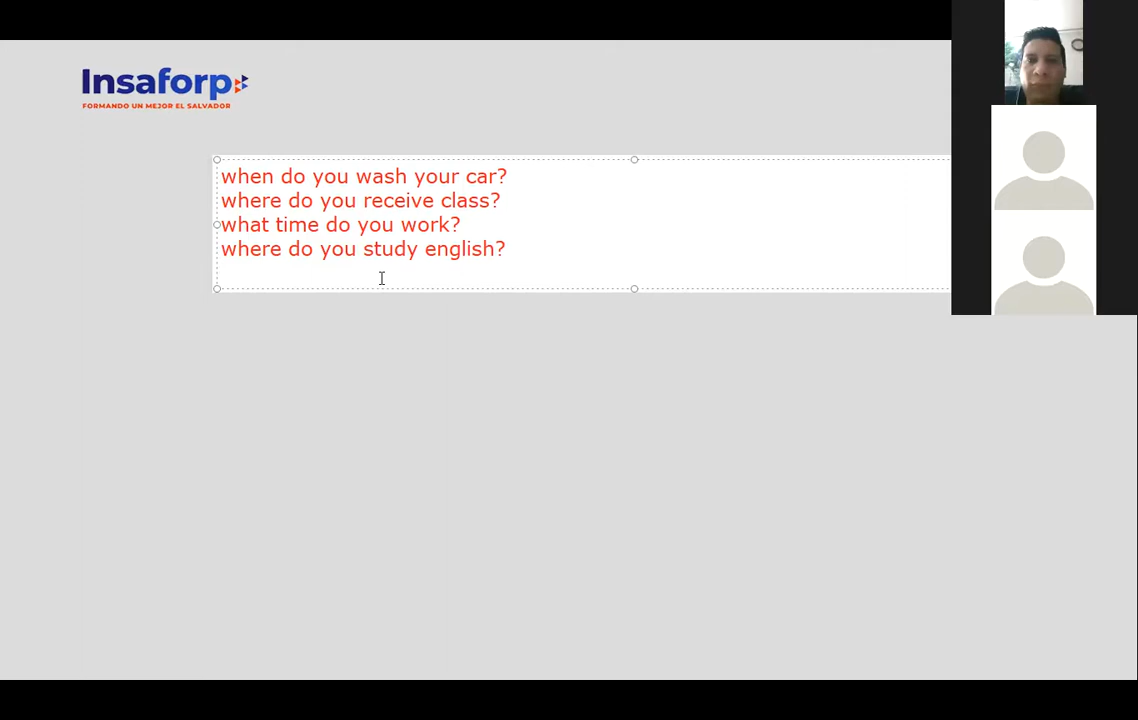 Insaforp
FORMANDO UN MEJOR EL SALVADOR
when do you wash your car?
where do you receive class?
what time do you work?
where do you study english?